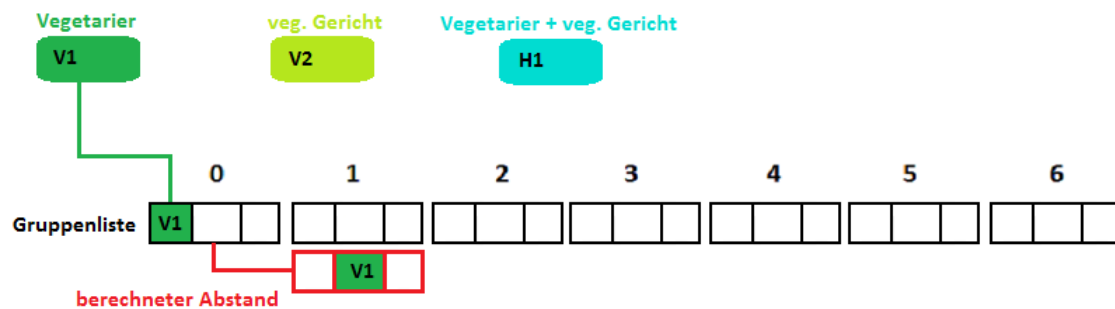 Vegetarier veg. Gericht Vegetarier + veg. Gericht
V1 V2 H1
0 1 2 3 4 5 6
Gruppenliste V1
V1
berechneter Abstand